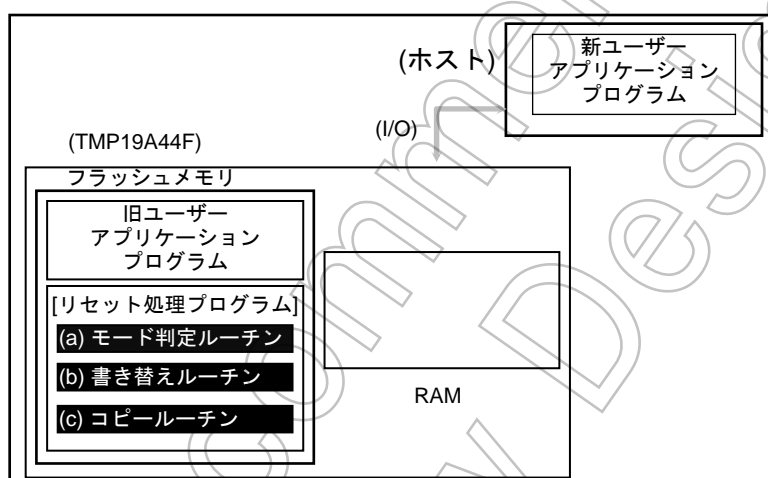 (ホスト)
新ユーザー
アプリケーション
プログラム
(I/O)
(TMP19A44F)
フラッシュメモリ
旧ユーザー
アプリケーション
プログラム
[リセット処理プログラム]
(a) モード判定ルーチン
(b) 書き替えルーチン
(c) コピールーチン
RAM